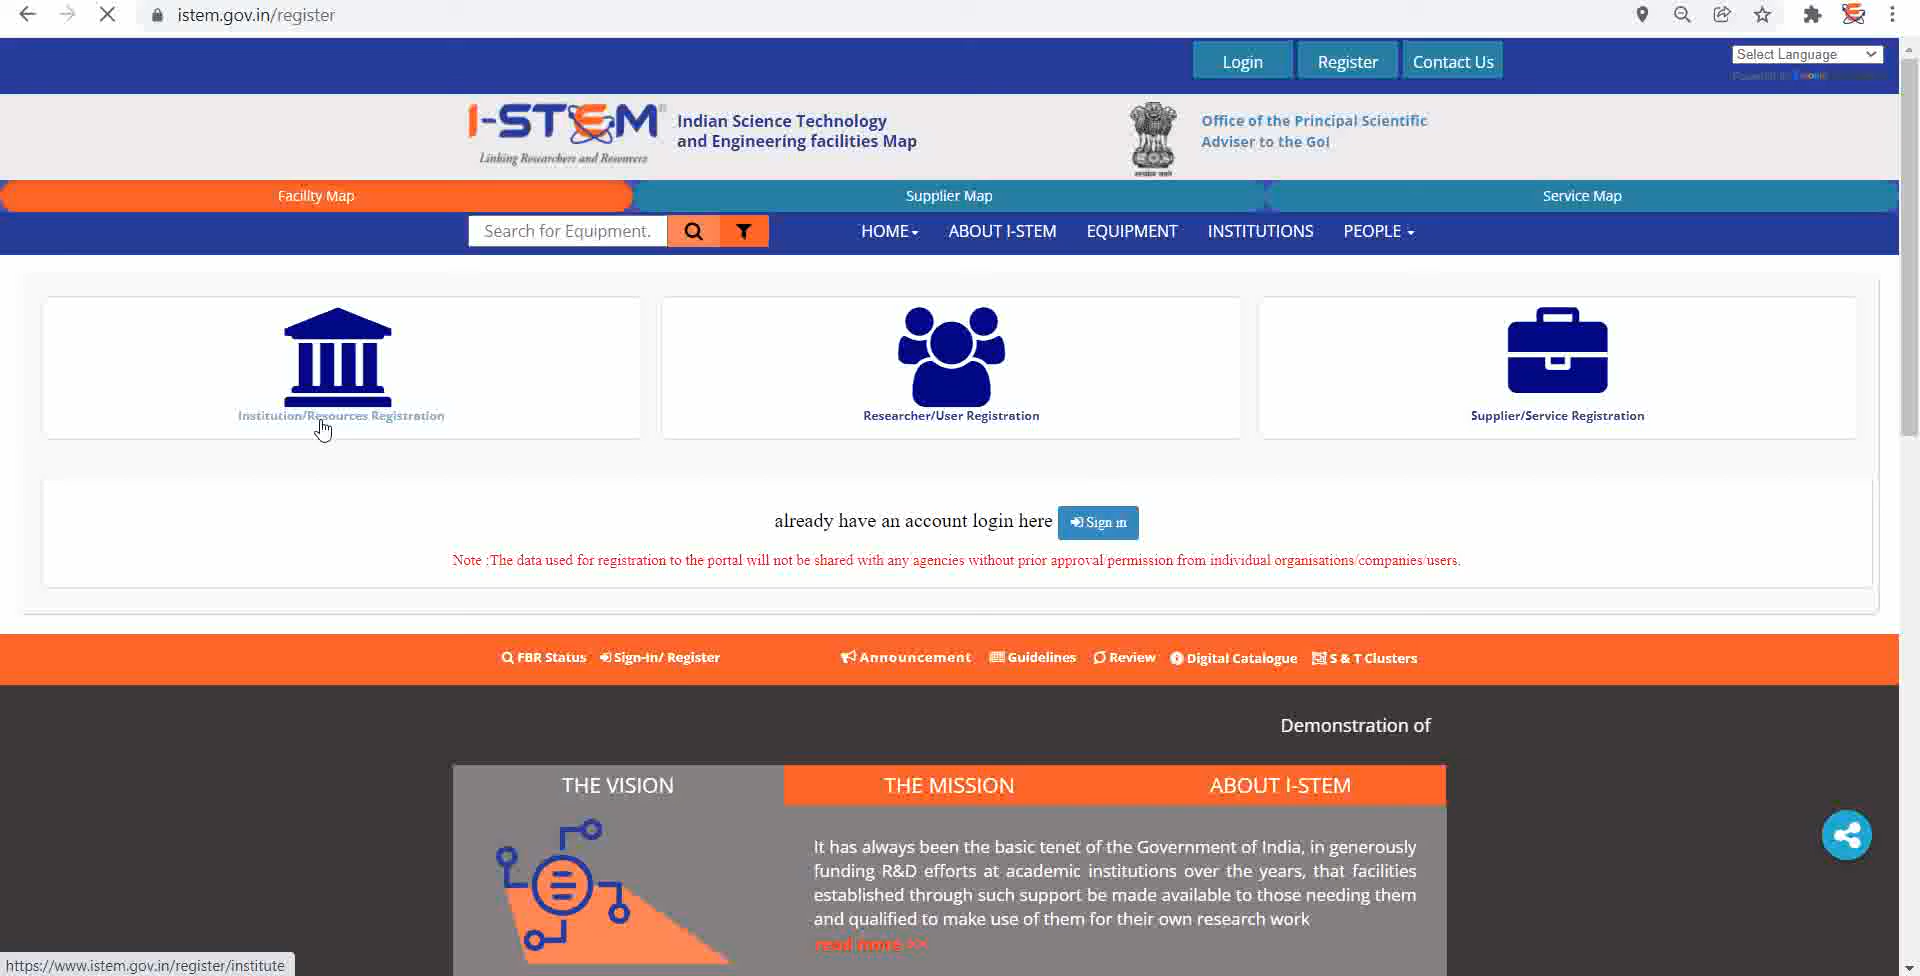 istem.gov.in/register
Login
Register
Contact Us
Select Language
I-STEM
Linking Researchers and Resources
Indian Science Technology
and Engineering facilities Map
Office of the Principal Scientific
Adviser to the GoI
Facility Map
Supplier Map
Service Map
Search for Equipment.
HOME
ABOUT I-STEM
EQUIPMENT
INSTITUTIONS
PEOPLE
Institution/Resources Registration
Researcher/User Registration
Supplier/Service Registration
already have an account login here
Sign in
Note :The data used for registration to the portal will not be shared with any agencies without prior approval/permission from individual organisations/companies/users.
FBR Status
Sign-In/ Register
Announcement
Guidelines
Review
Digital Catalogue
S & T Clusters
Demonstration of
THE VISION
THE MISSION
ABOUT I-STEM
It has always been the basic tenet of the Government of India, in generously
funding R&D efforts at academic institutions over the years, that facilities
established through such support be made available to those needing them
and qualified to make use of them for their own research work
read more >>
https://www.istem.gov.in/register/institute